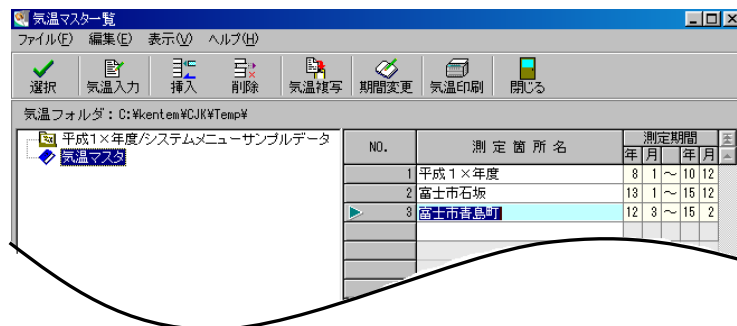 気温マスター覧
ファイル(F) 編集(E) 表示(V) ヘルプ(H)
選択 気温入力 挿入 削除 気温複写 期間変更 気温印刷 閉じる
気温フォルダ:C:¥kentem¥CJK¥Temp¥
平成1×年度/システムメニューサンプルデータ
気温マスタ
NO. 測定箇所名 測定期間
年 月 年 月
1 平成1×年度 8 1 ~ 10 12
2 富士市石坂 13 1 ~ 15 12
3 富士市青島町 12 3 ~ 15 2